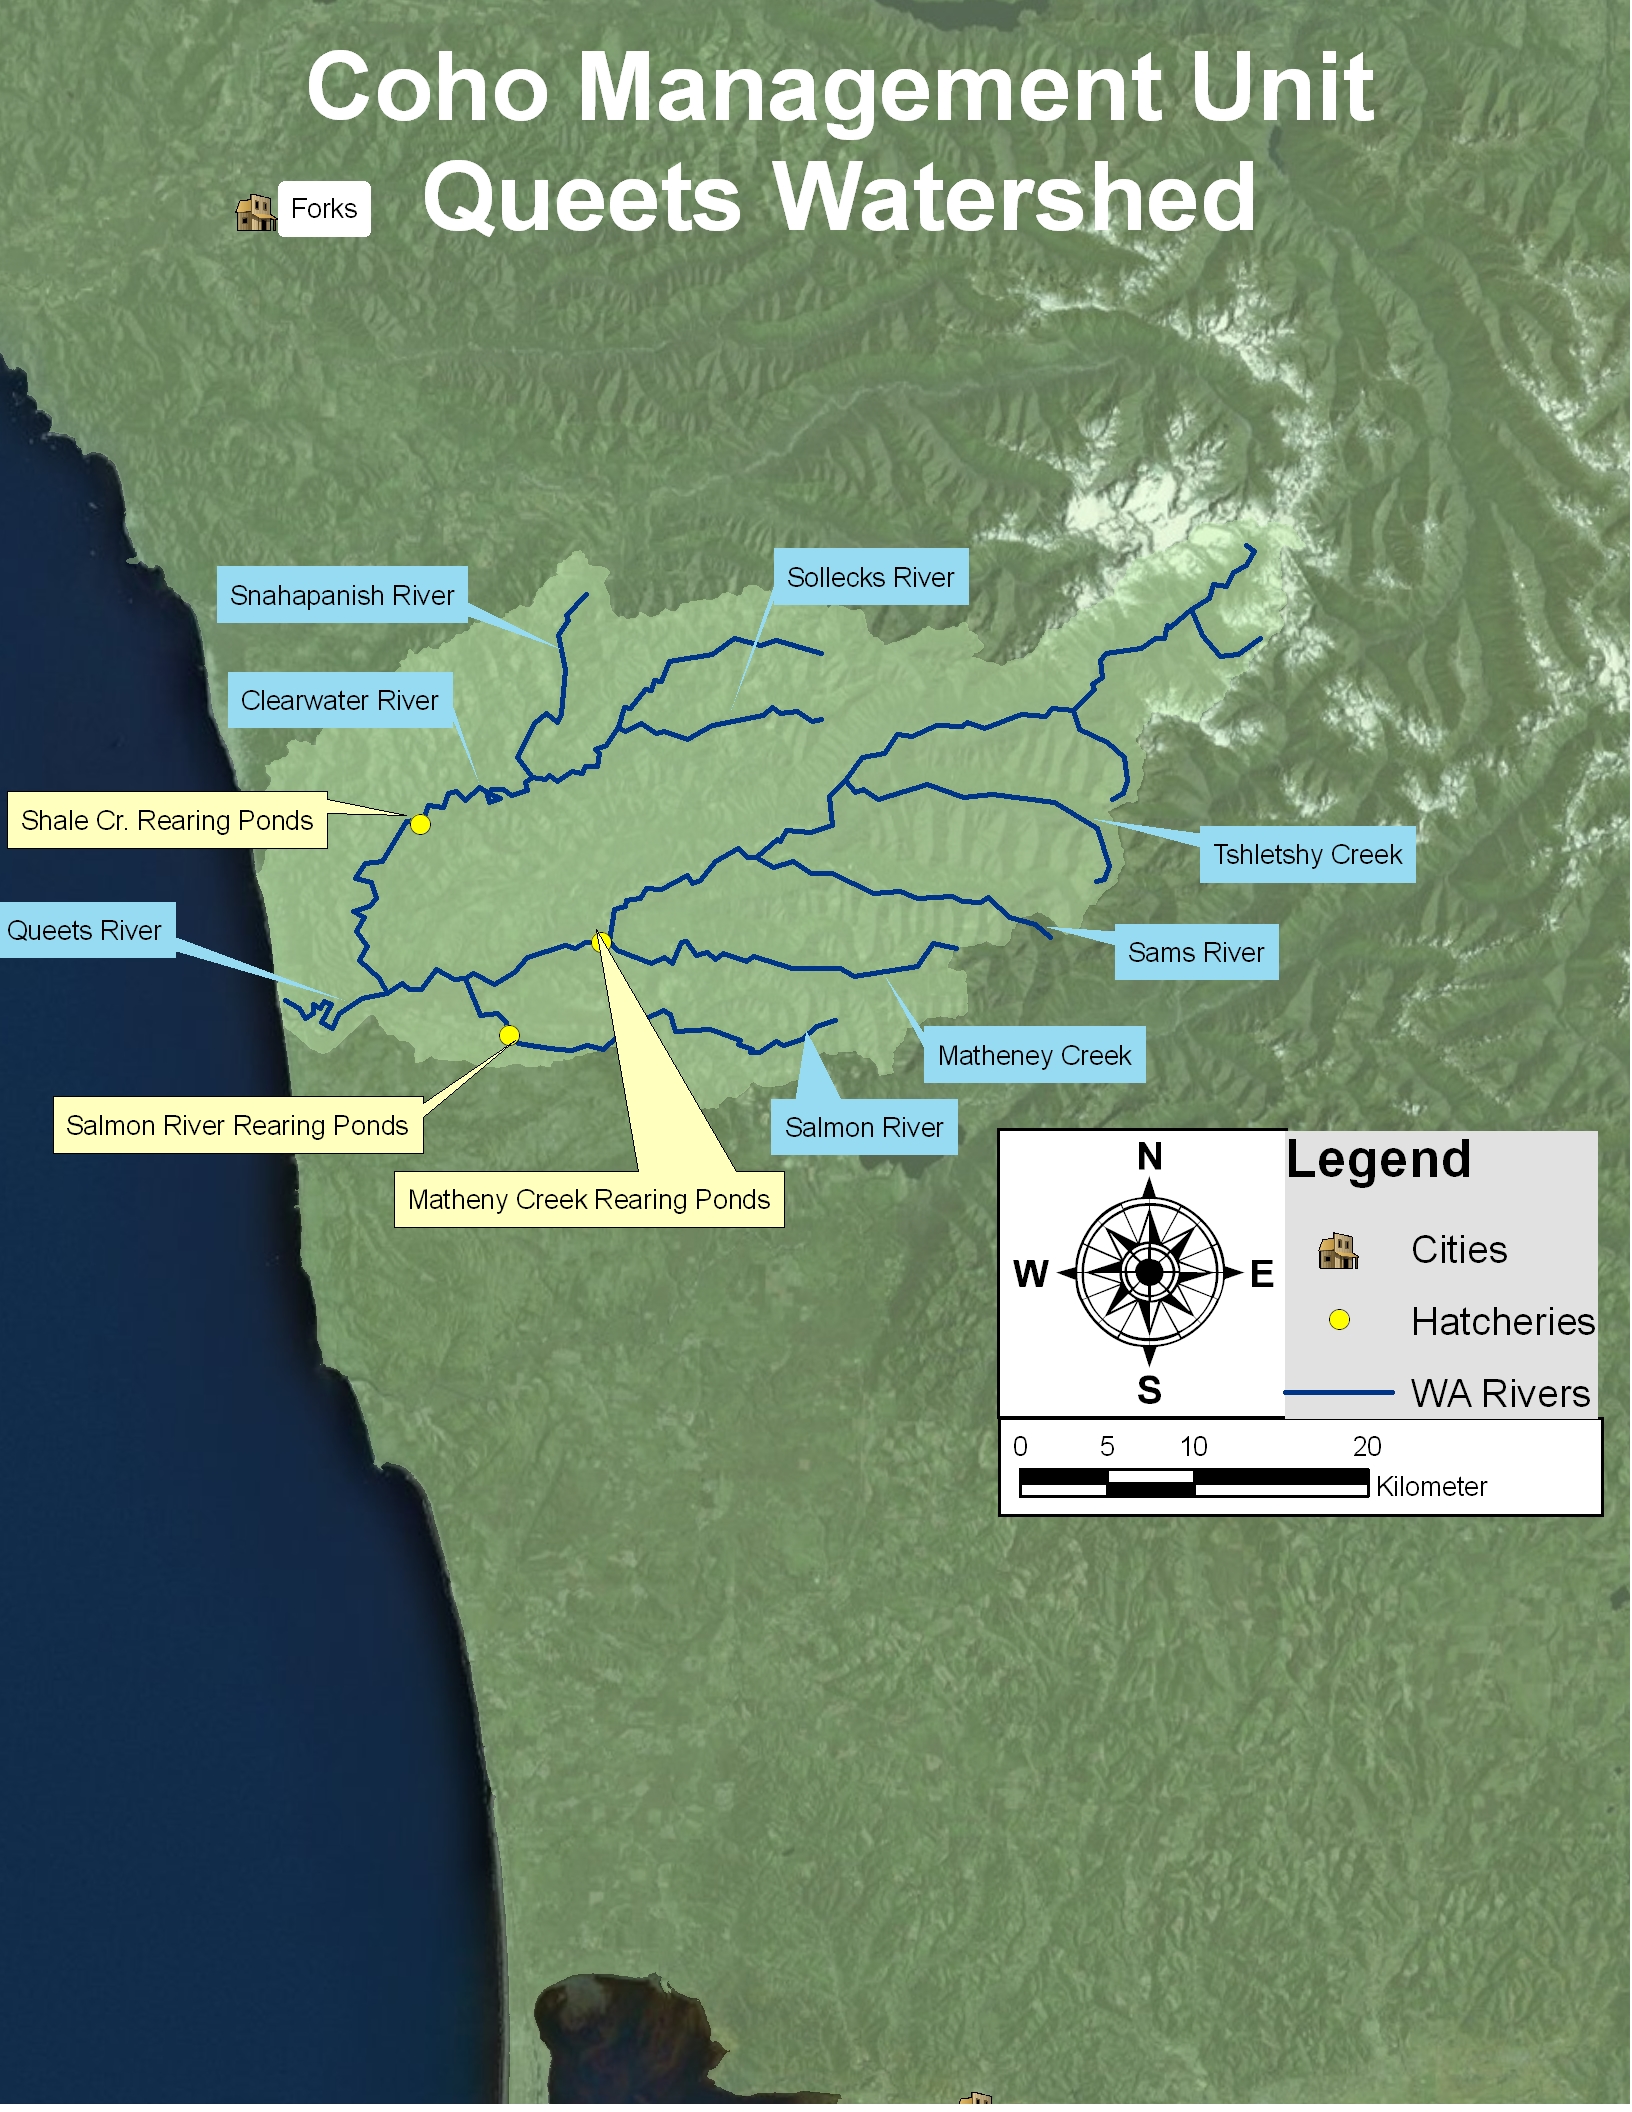 Coho Management Unit
Queets Watershed
Forks
Snahapanish River
Sollecks River
Clearwater River
Shale Cr. Rearing Ponds
Tshletshy Creek
Queets River
Sams River
Matheney Creek
Salmon River Rearing Ponds
Salmon River
Matheny Creek Rearing Ponds
N
W
E
S
Legend
Cities
Hatcheries
WA Rivers
0 5 10 20
Kilometer